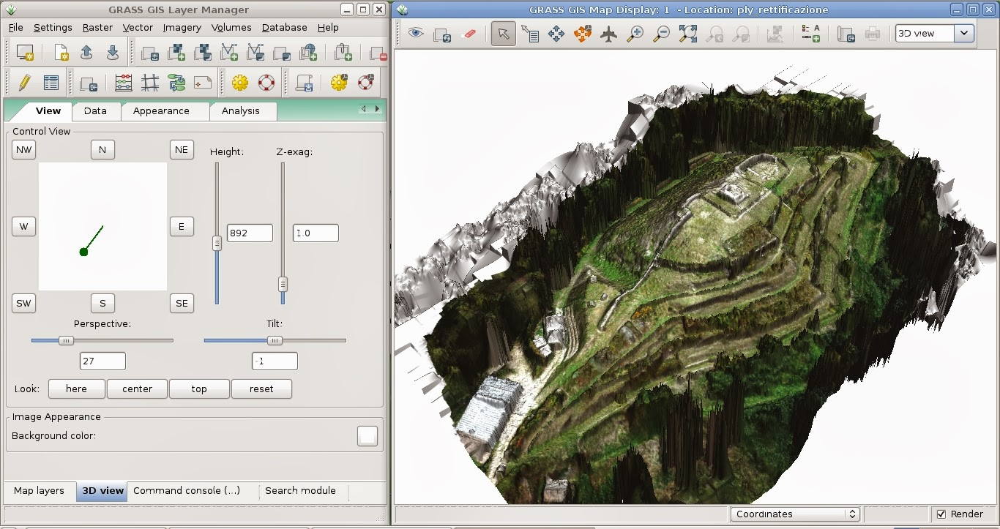 GRASS GIS Layer Manager
File Settings Raster Vector Imagery Volumes Database Help
View Data Appearance Analysis
Control View
NW N NE
Height: Z-exag:
W E
892 1.0
SW S SE
Perspective: Tilt:
27 -1
Look: here center top reset
Image Appearance
Background color:
Map layers 3D view Command console (...) Search module
GRASS GIS Map Display: 1 - Location: ply_rettificazione
A
3D view
Coordinates Render